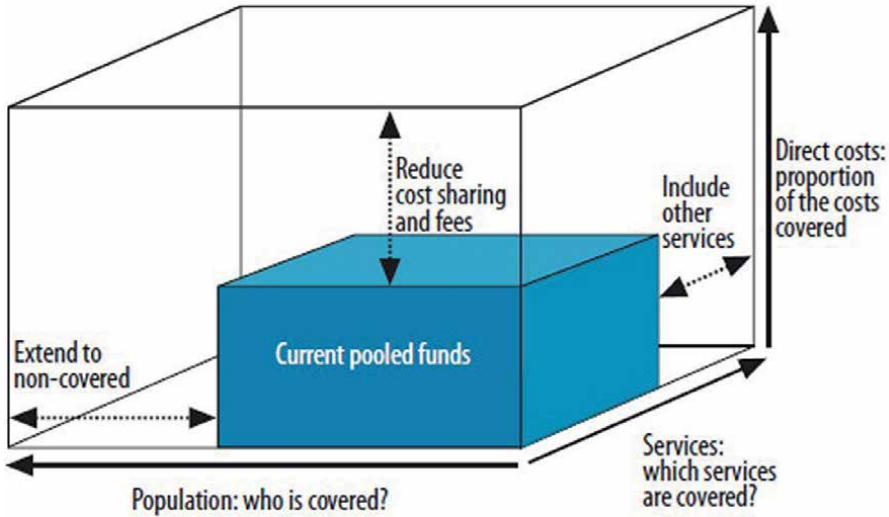 Reduce
cost sharing
and fees
Include
other
services
Direct costs:
proportion
of the costs
covered
Extend to
non-covered
Current pooled funds
Services:
which services
are covered?
Population: who is covered?